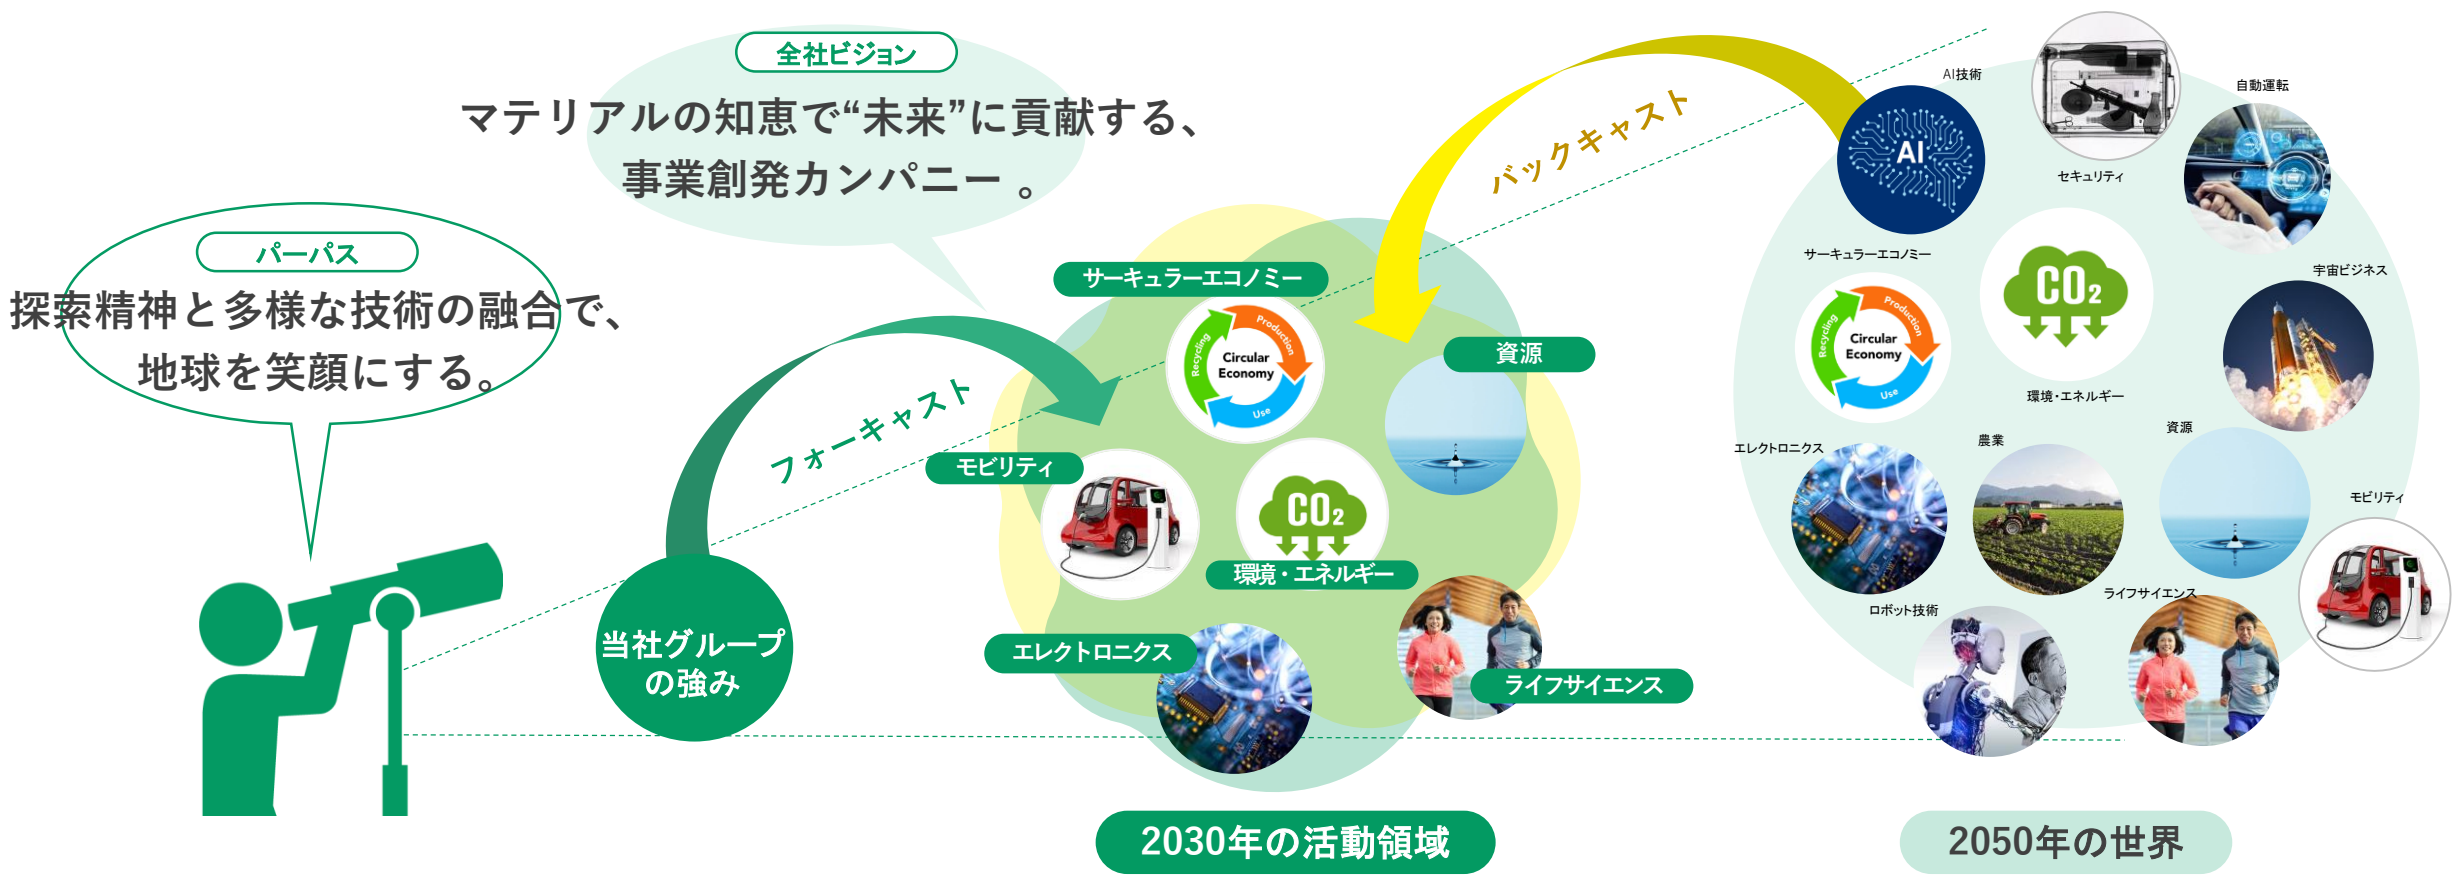 全社ビジョン
マテリアルの知恵で“未来”に貢献する、
事業創発カンパニー 。
パーパス
探索精神と多様な技術の融合で、
地球を笑顔にする。
フォーキャスト
当社グループ
の強み
バックキャスト
サーキュラーエコノミー
Recycling
Production
Circular
Economy
Use
資源
モビリティ
CO₂
環境・エネルギー
エレクトロニクス
ライフサイエンス
2030年の活動領域
AI技術
AI
セキュリティ
自動運転
サーキュラーエコノミー
Recycling
Production
Circular
Economy
Use
CO₂
環境・エネルギー
宇宙ビジネス
エレクトロニクス
農業
資源
モビリティ
ロボット技術
ライフサイエンス
2050年の世界